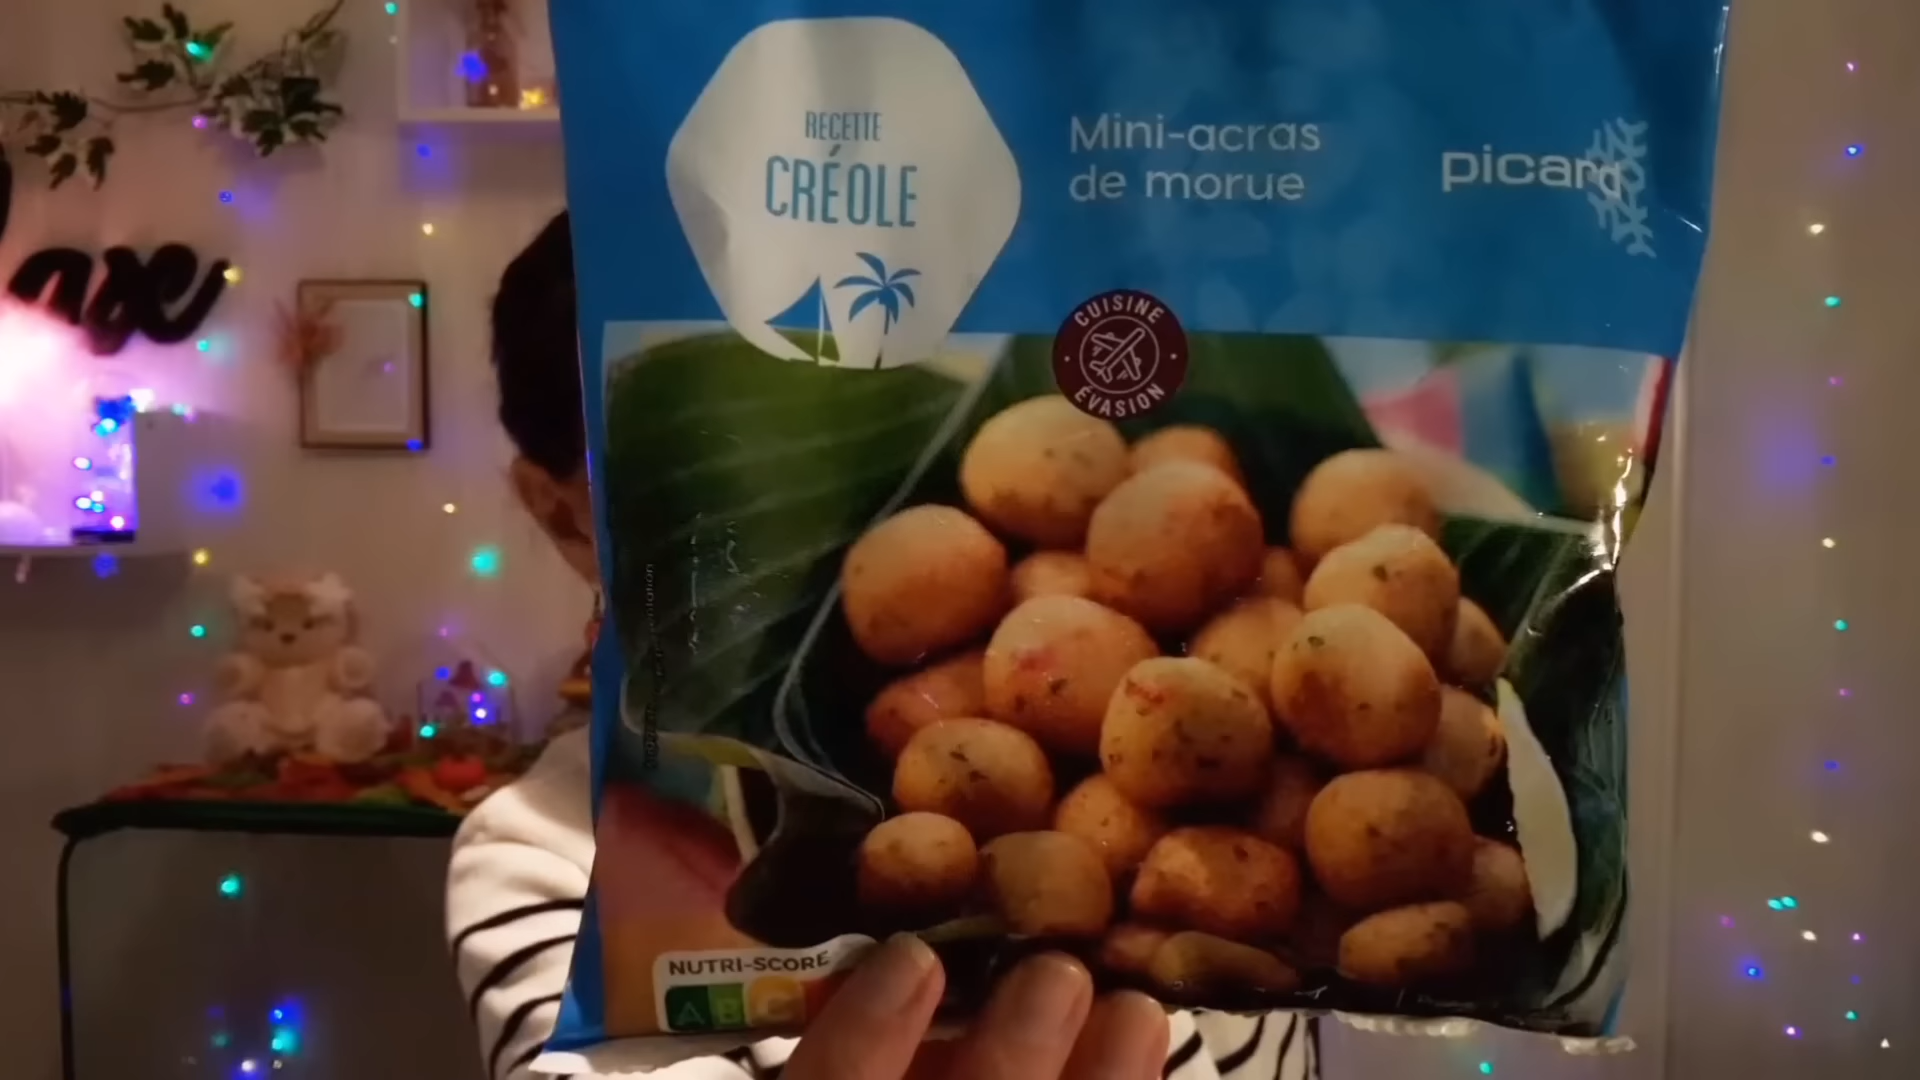 RECETTE
CRÉOLE
Mini-acras
de morue
picard
CUISINE
ÉVASION
NUTRI-SCORE
A B C